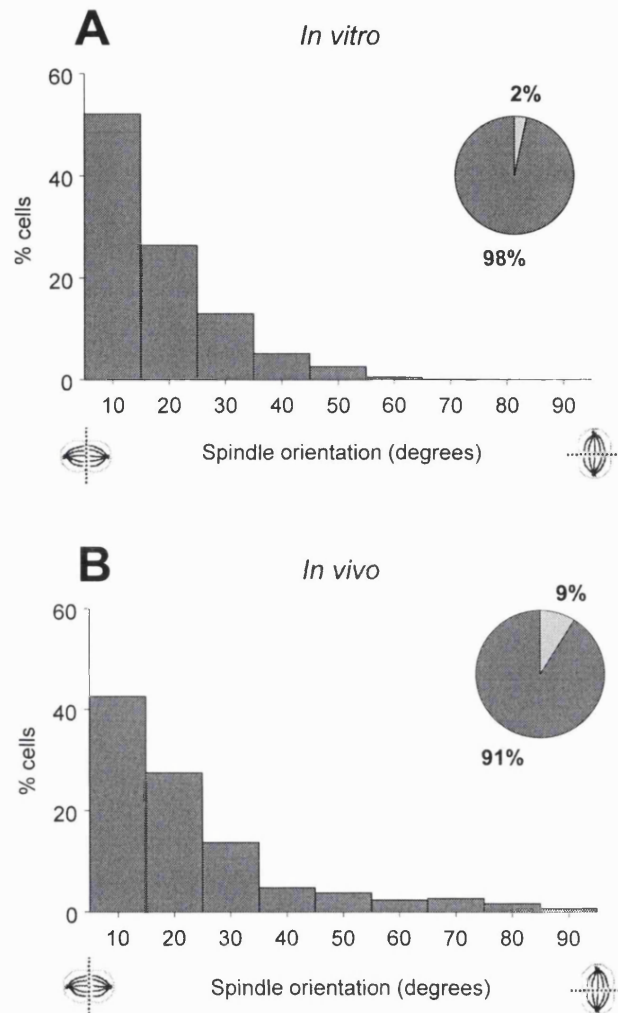 A
In vitro
% cells
60
40
20
0
2%
98%
10 20 30 40 50 60 70 80 90
Spindle orientation (degrees)
B
In vivo
% cells
60
40
20
0
9%
91%
10 20 30 40 50 60 70 80 90
Spindle orientation (degrees)